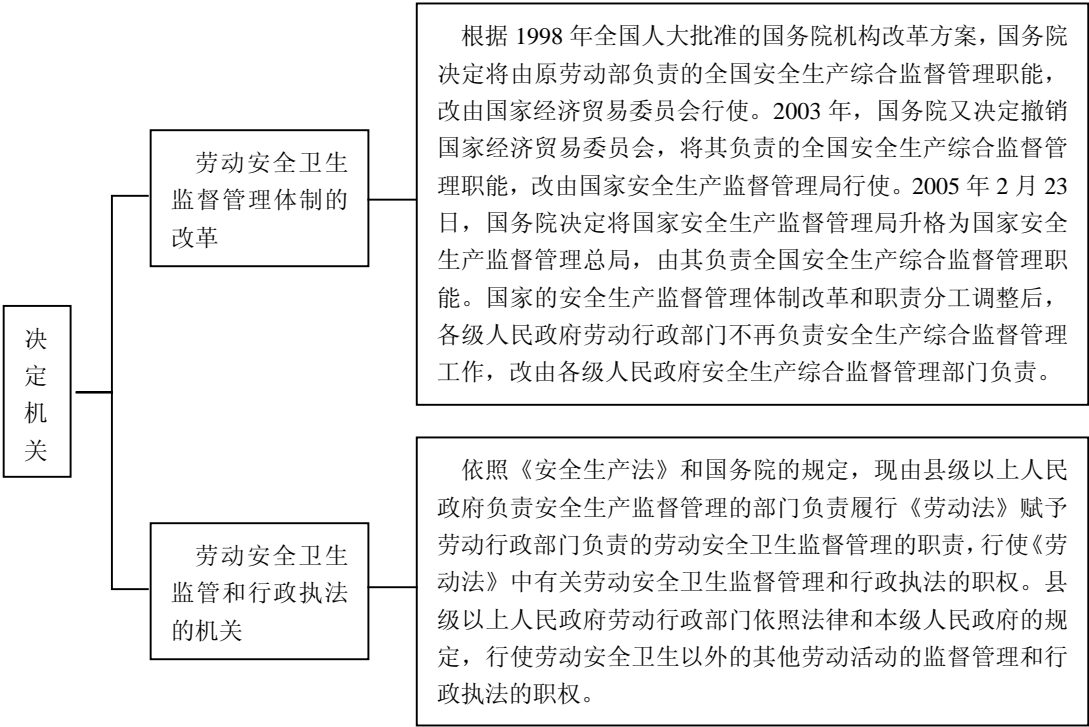 决
定
机
关
劳动安全卫生
监督管理体制的
改革
根据 1998 年全国人大批准的国务院机构改革方案，国务院
决定将由原劳动部负责的全国安全生产综合监督管理职能，
改由国家经济贸易委员会行使。2003 年，国务院又决定撤销
国家经济贸易委员会，将其负责的全国安全生产综合监督管
理职能，改由国家安全生产监督管理局行使。2005 年 2 月 23
日，国务院决定将国家安全生产监督管理局升格为国家安全
生产监督管理总局，由其负责全国安全生产综合监督管理职
能。国家的安全生产监督管理体制改革和职责分工调整后，
各级人民政府劳动行政部门不再负责安全生产综合监督管理
工作，改由各级人民政府安全生产综合监督管理部门负责。
劳动安全卫生
监管和行政执法
的机关
依照《安全生产法》和国务院的规定，现由县级以上人民
政府负责安全生产监督管理的部门负责履行《劳动法》赋予
劳动行政部门负责的劳动安全卫生监督管理的职责，行使《劳
动法》中有关劳动安全卫生监督管理和行政执法的职权。县
级以上人民政府劳动行政部门依照法律和本级人民政府的规
定，行使劳动安全卫生以外的其他劳动活动的监督管理和行
政执法的职权。